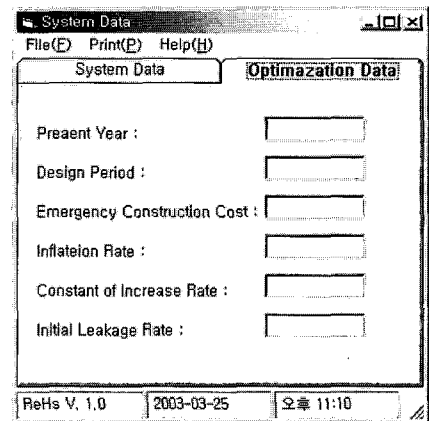 System Data
File(F) Print(P) Help(H)
System Data Optimazation Data
Preaent Year :
Design Period :
Emergency Construction Cost :
Inflateion Rate :
Constant of Increase Rate :
Initial Leakage Rate :
ReHs V, 1,0 2003-03-25 오후 11:10